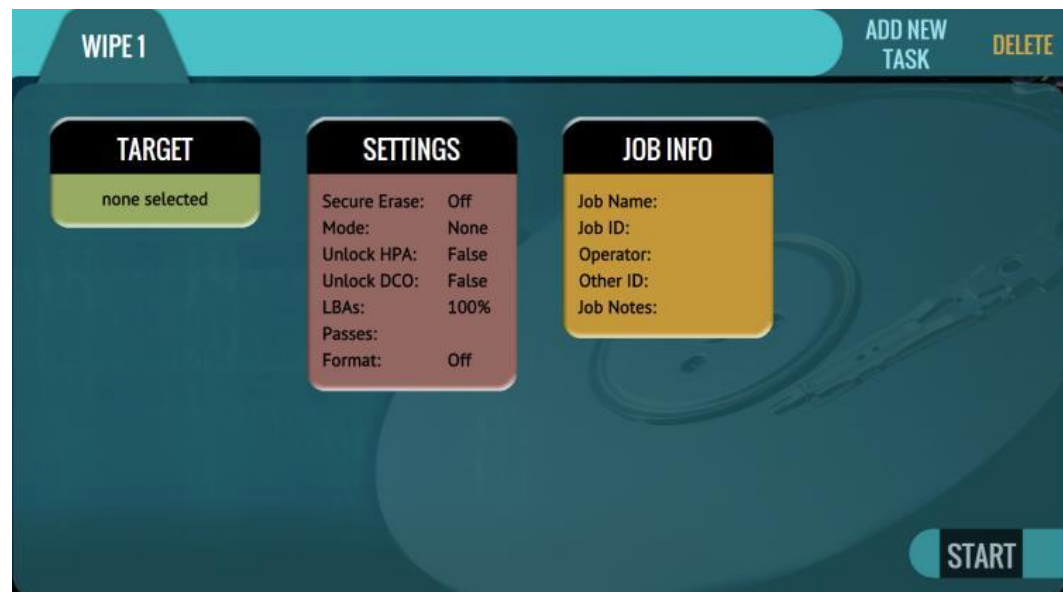 WIPE 1
ADD NEW
TASK
DELETE
TARGET
none selected
SETTINGS
Secure Erase: Off
Mode: None
Unlock HPA: False
Unlock DCO: False
LBAs: 100%
Passes:
Format: Off
JOB INFO
Job Name:
Job ID:
Operator:
Other ID:
Job Notes:
START